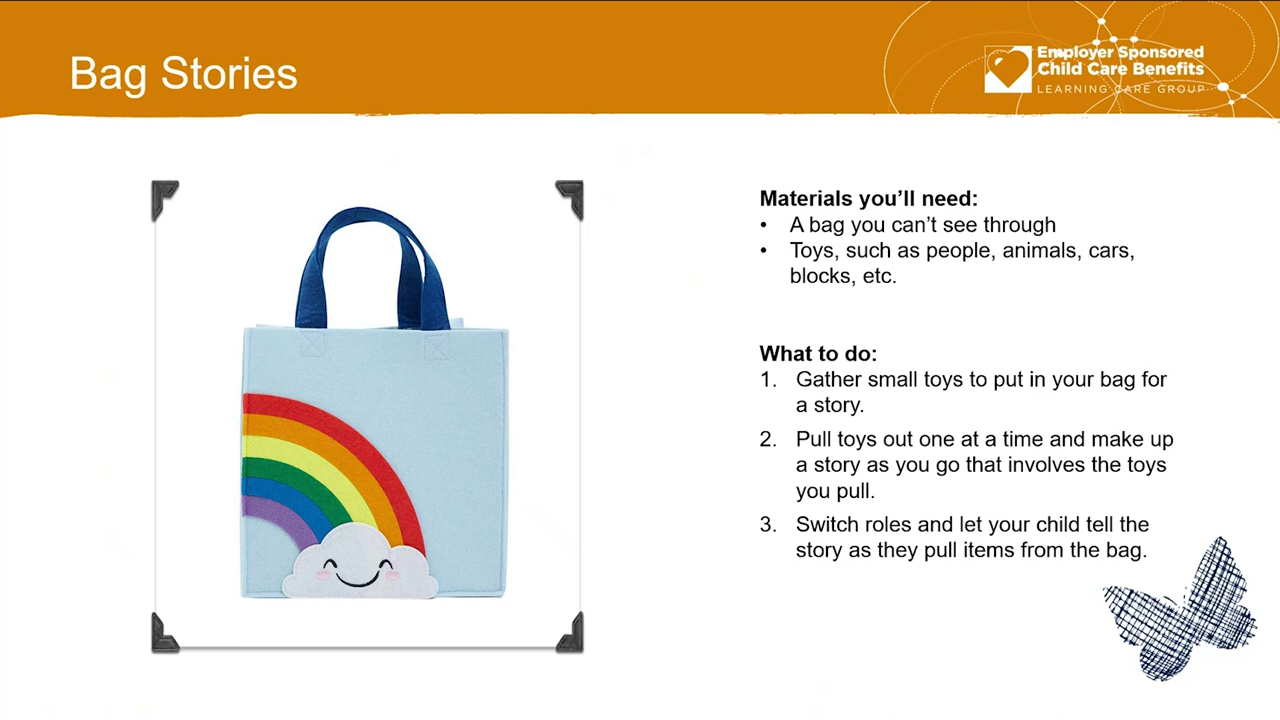 Bag Stories
Employer Sponsored
Child Care Benefits
LEARNING CARE GROUP
Materials you'll need:
• A bag you can't see through
• Toys, such as people, animals, cars,
blocks, etc.
What to do:
1. Gather small toys to put in your bag for
a story.
2. Pull toys out one at a time and make up
a story as you go that involves the toys
you pull.
3. Switch roles and let your child tell the
story as they pull items from the bag.